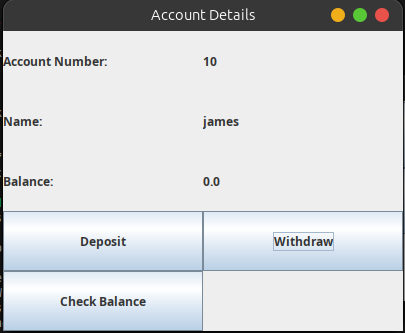 Account Details
Account Number: 10
Name: james
Balance: 0.0
Deposit Withdraw
Check Balance